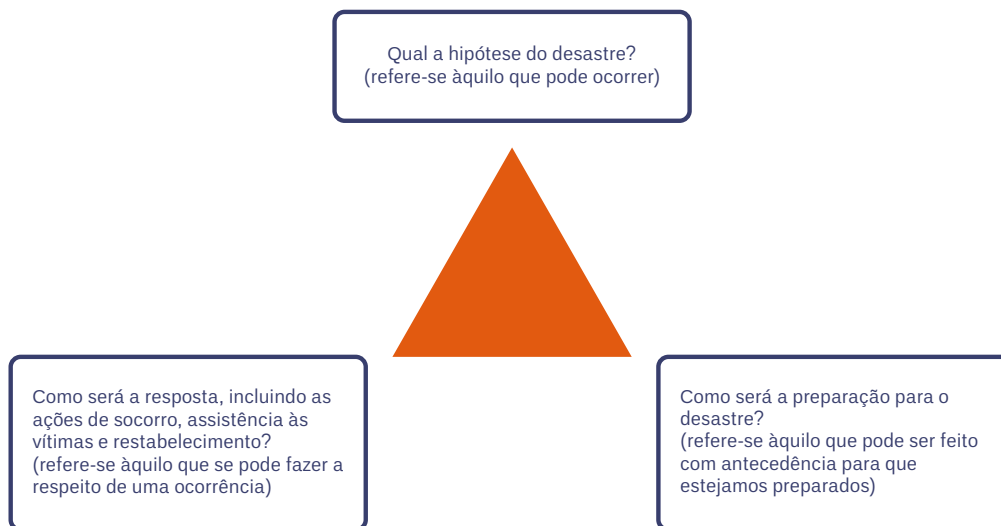 Qual a hipótese do desastre?
(refere-se àquilo que pode ocorrer)
Como será a resposta, incluindo as
ações de socorro, assistência às
vítimas e restabelecimento?
(refere-se àquilo que se pode fazer a
respeito de uma ocorrência)
Como será a preparação para o
desastre?
(refere-se àquilo que pode ser feito
com antecedência para que
estejamos preparados)